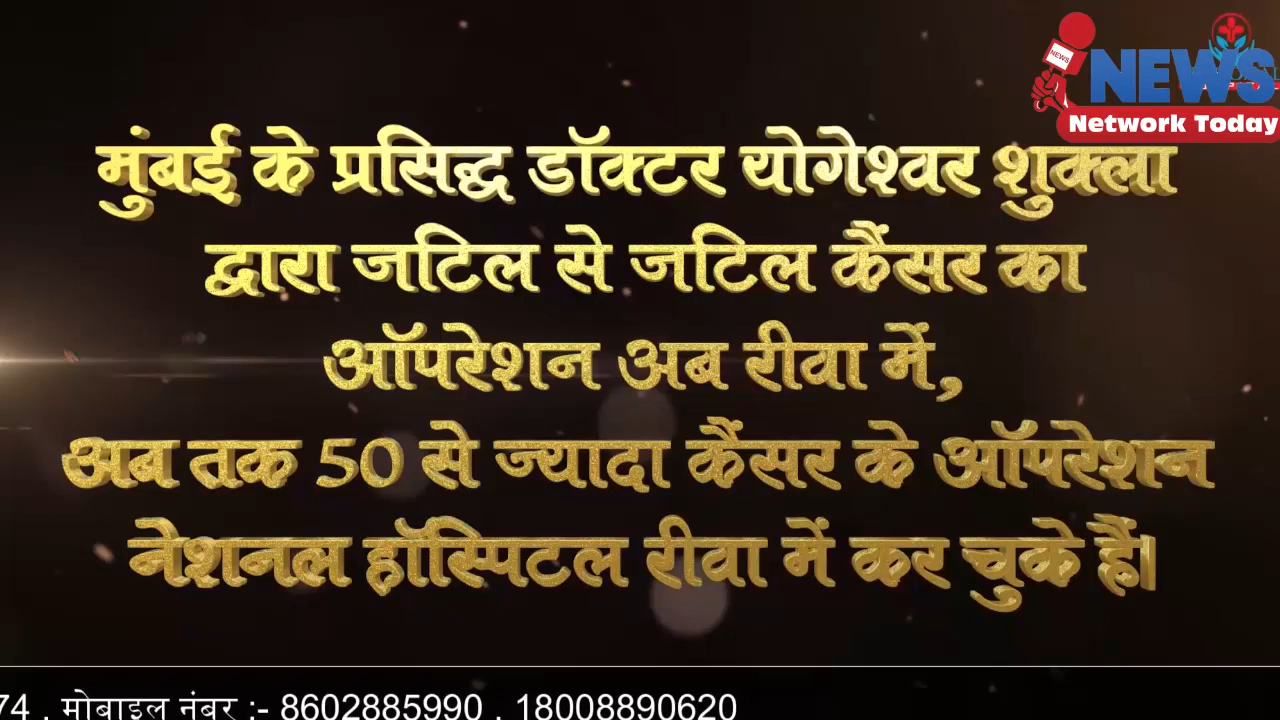 NEWS
NEWS
Network Today
मुंबई के प्रसिद्ध डॉक्टर योगेश्वर शुक्ला
द्वारा जटिल से जटिल कैंसर का
ऑपरेशन अब रीवा में,
अब तक 50 से ज्यादा कैंसर के ऑपरेशन
नेशनल हॉस्पिटल रीवा में कर चुके हैं।
74 , मोबाइल नंबर :- 8602885990 , 18008890620